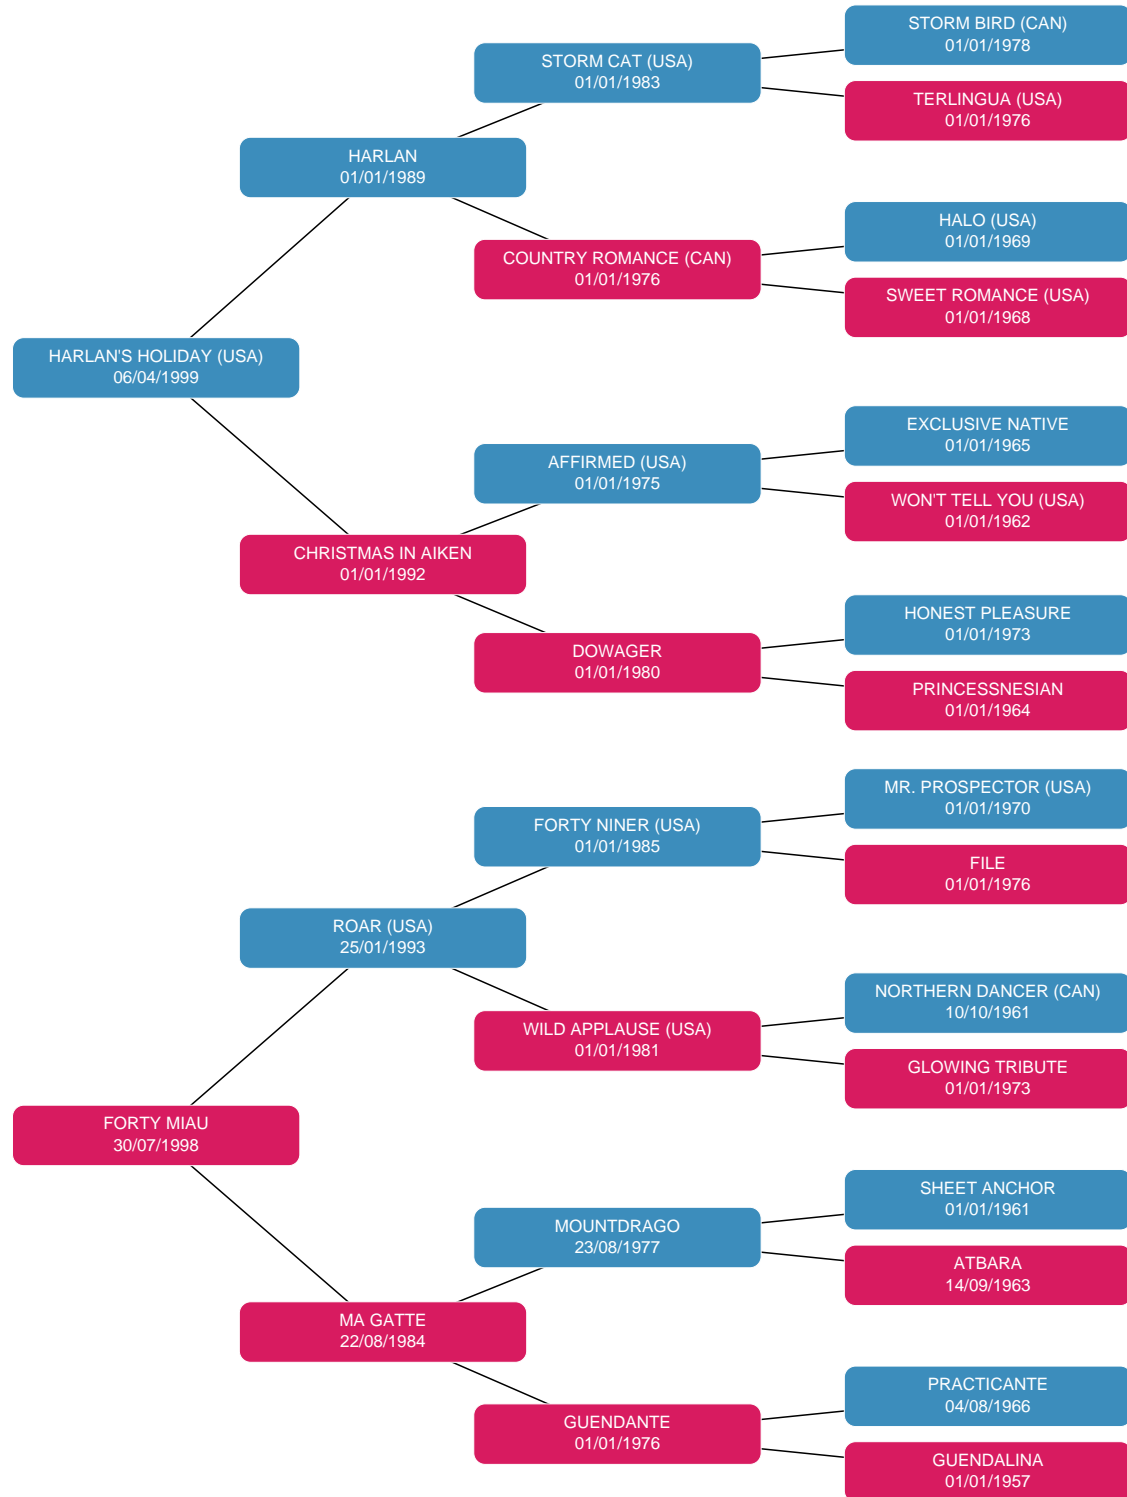 STORM BIRD (CAN)
01/01/1978
STORM CAT (USA)
01/01/1983
TERLINGUA (USA)
01/01/1976
HARLAN
01/01/1989
HALO (USA)
01/01/1969
COUNTRY ROMANCE (CAN)
01/01/1976
SWEET ROMANCE (USA)
01/01/1968
HARLAN'S HOLIDAY (USA)
06/04/1999
EXCLUSIVE NATIVE
01/01/1965
AFFIRMED (USA)
01/01/1975
WON'T TELL YOU (USA)
01/01/1962
CHRISTMAS IN AIKEN
01/01/1992
HONEST PLEASURE
01/01/1973
DOWAGER
01/01/1980
PRINCESSNESIAN
01/01/1964
MR. PROSPECTOR (USA)
01/01/1970
FORTY NINER (USA)
01/01/1985
FILE
01/01/1976
ROAR (USA)
25/01/1993
NORTHERN DANCER (CAN)
10/10/1961
WILD APPLAUSE (USA)
01/01/1981
GLOWING TRIBUTE
01/01/1973
FORTY MIAU
30/07/1998
SHEET ANCHOR
01/01/1961
MOUNTDRAGO
23/08/1977
ATBARA
14/09/1963
MA GATTE
22/08/1984
PRACTICANTE
04/08/1966
GUENDANTE
01/01/1976
GUENDALINA
01/01/1957